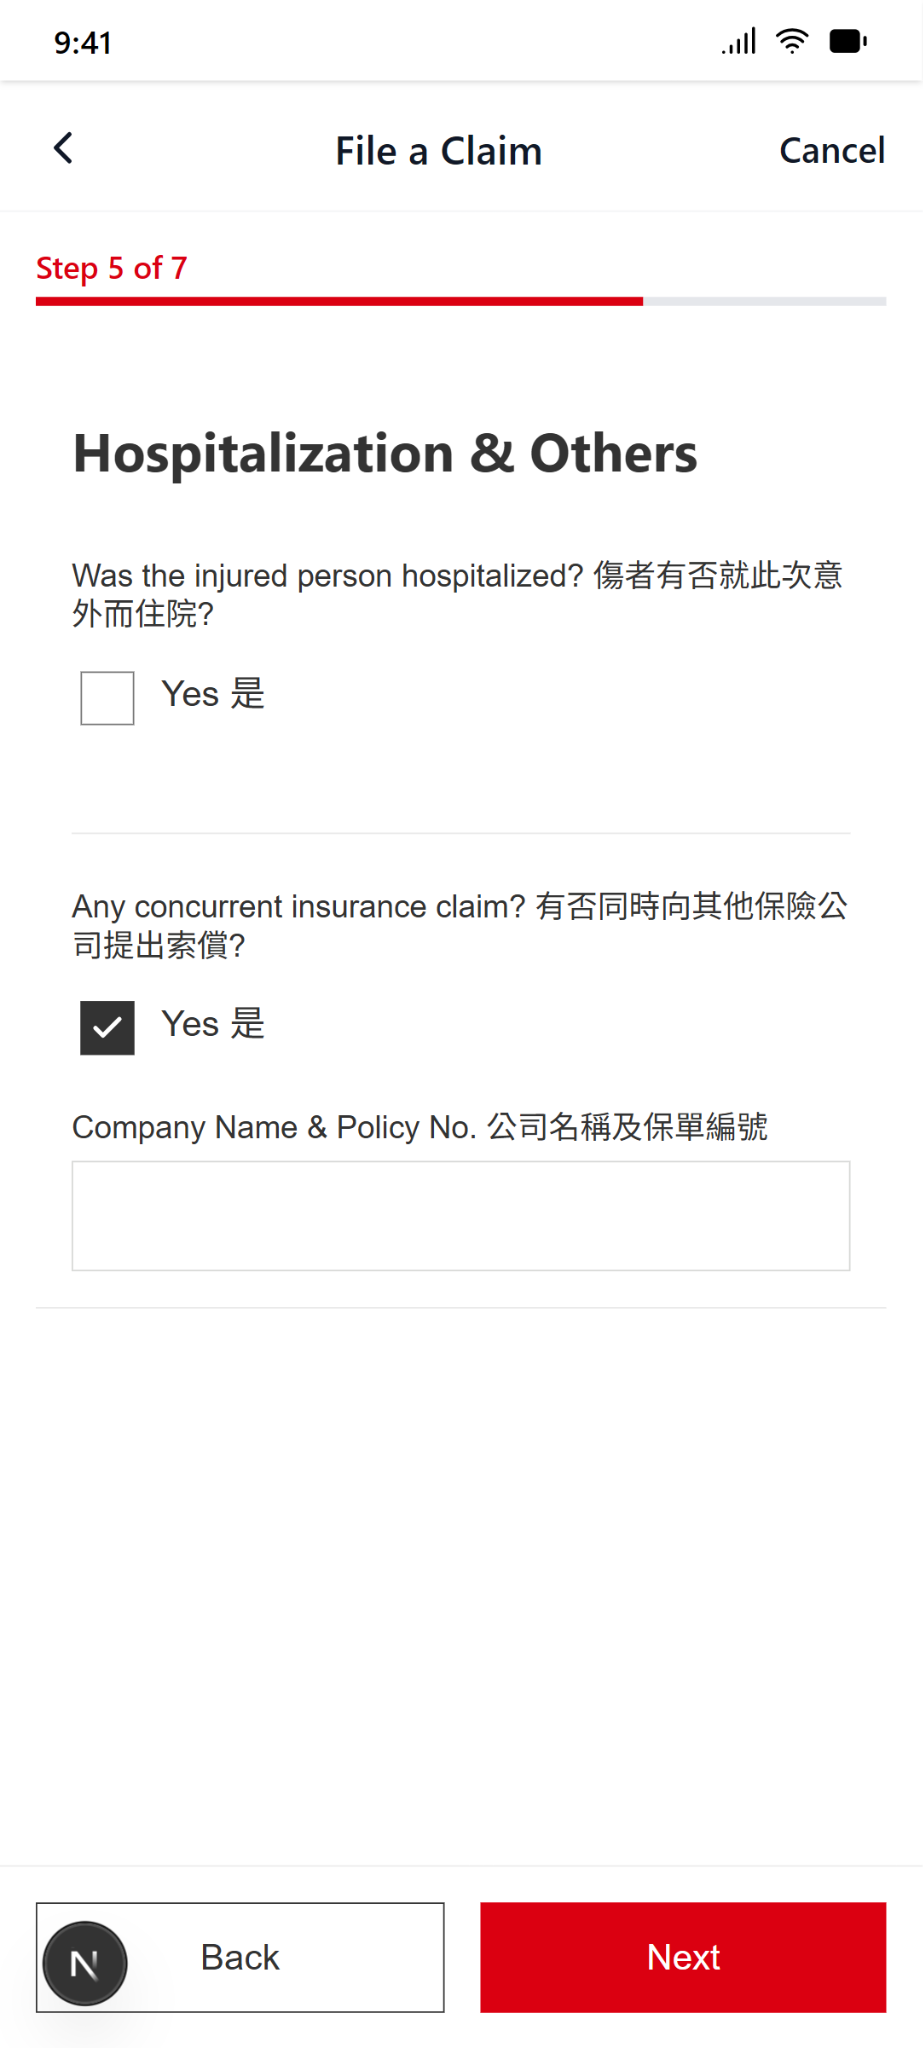 9:41
File a Claim
Cancel
Step 5 of 7
Hospitalization & Others
Was the injured person hospitalized? 傷者有否就此次意
外而住院?
Yes 是
Any concurrent insurance claim? 有否同時向其他保險公
司提出索償?
Yes 是
Company Name & Policy No. 公司名稱及保單編號
N
Back
Next